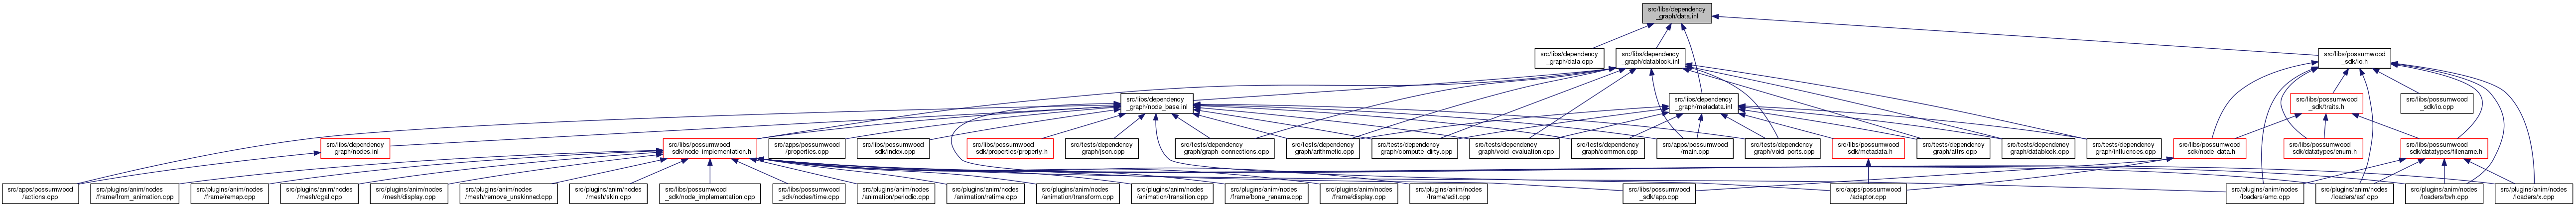 src/libs/dependency
_graph/data.inl
src/libs/dependency
_graph/data.cpp
src/libs/dependency
_graph/datablock.inl
src/libs/possumwood
_sdk/io.h
src/libs/dependency
_graph/node_base.inl
src/libs/dependency
_graph/metadata.inl
src/libs/possumwood
_sdk/traits.h
src/libs/possumwood
_sdk/io.cpp
src/libs/dependency
_graph/nodes.inl
src/libs/possumwood
_sdk/node_implementation.h
src/apps/possumwood
/properties.cpp
src/libs/possumwood
_sdk/index.cpp
src/libs/possumwood
_sdk/properties/property.h
src/tests/dependency
_graph/json.cpp
src/tests/dependency
_graph/graph_connections.cpp
src/tests/dependency
_graph/arithmetic.cpp
src/tests/dependency
_graph/compute_dirty.cpp
src/tests/dependency
_graph/void_evaluation.cpp
src/tests/dependency
_graph/common.cpp
src/apps/possumwood
/main.cpp
src/tests/dependency
_graph/void_ports.cpp
src/libs/possumwood
_sdk/metadata.h
src/tests/dependency
_graph/attrs.cpp
src/tests/dependency
_graph/datablock.cpp
src/tests/dependency
_graph/influences.cpp
src/libs/possumwood
_sdk/node_data.h
src/libs/possumwood
_sdk/datatypes/enum.h
src/libs/possumwood
_sdk/datatypes/filename.h
src/apps/possumwood
/actions.cpp
src/plugins/anim/nodes
/frame/from_animation.cpp
src/plugins/anim/nodes
/frame/remap.cpp
src/plugins/anim/nodes
/mesh/cgal.cpp
src/plugins/anim/nodes
/mesh/display.cpp
src/plugins/anim/nodes
/mesh/remove_unskinned.cpp
src/plugins/anim/nodes
/mesh/skin.cpp
src/libs/possumwood
_sdk/node_implementation.cpp
src/libs/possumwood
_sdk/nodes/time.cpp
src/plugins/anim/nodes
/animation/periodic.cpp
src/plugins/anim/nodes
/animation/retime.cpp
src/plugins/anim/nodes
/animation/transform.cpp
src/plugins/anim/nodes
/animation/transition.cpp
src/plugins/anim/nodes
/frame/bone_rename.cpp
src/plugins/anim/nodes
/frame/display.cpp
src/plugins/anim/nodes
/frame/edit.cpp
src/libs/possumwood
_sdk/app.cpp
src/apps/possumwood
/adaptor.cpp
src/plugins/anim/nodes
/loaders/amc.cpp
src/plugins/anim/nodes
/loaders/asf.cpp
src/plugins/anim/nodes
/loaders/bvh.cpp
src/plugins/anim/nodes
/loaders/x.cpp